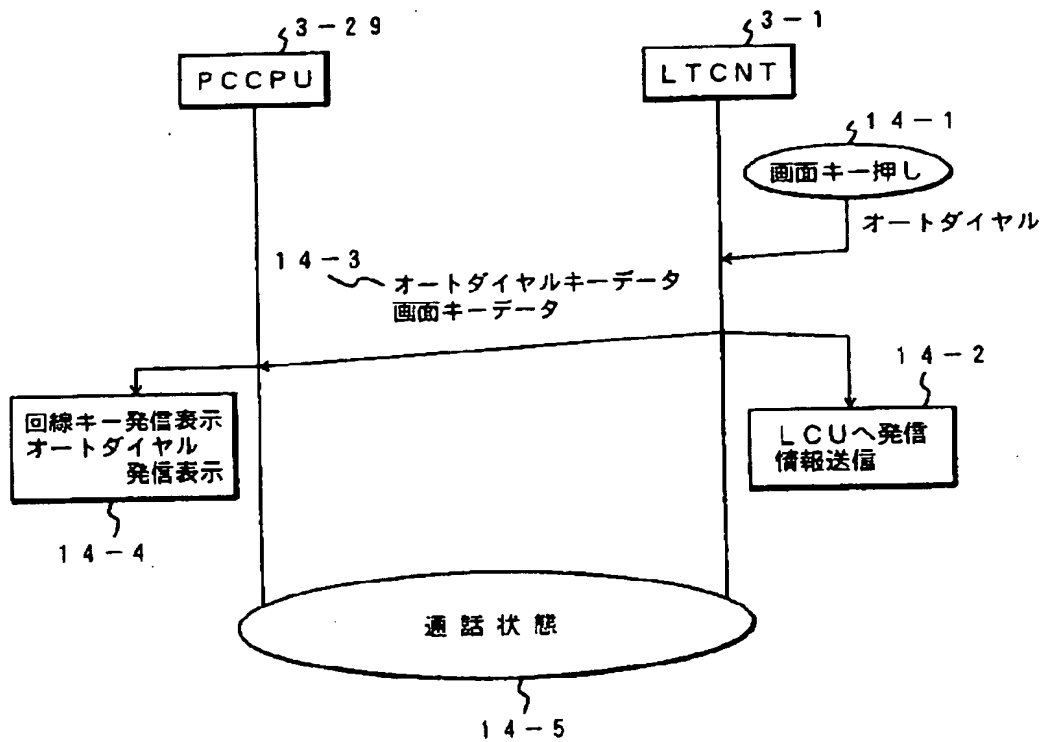 3-29
3-1
PCCPU
LTCNT
14-1
画面キー押し
オートダイヤル
14-3
オートダイヤルキーデータ
画面キーデータ
14-2
回線キー発信表示
オートダイヤル
発信表示
LCUへ発信
情報送信
14-4
通話状態
14-5